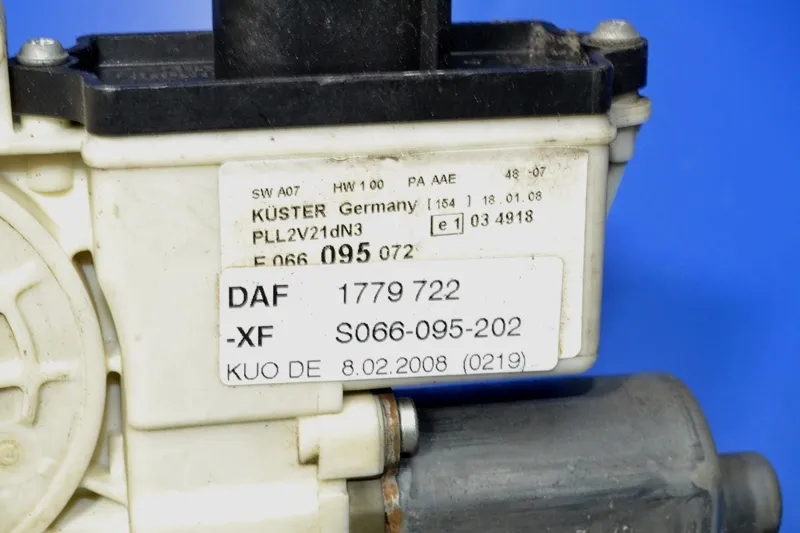 SW A07 HW 1 00 PA AAE 48 -07
KÜSTER Germany [ 154 ] 18 .01 .08
PLL2V21dN3 e 1 03 4918
066 095 072
DAF 1779 722
-XF S066-095-202
KUO DE 8.02.2008 (0219)